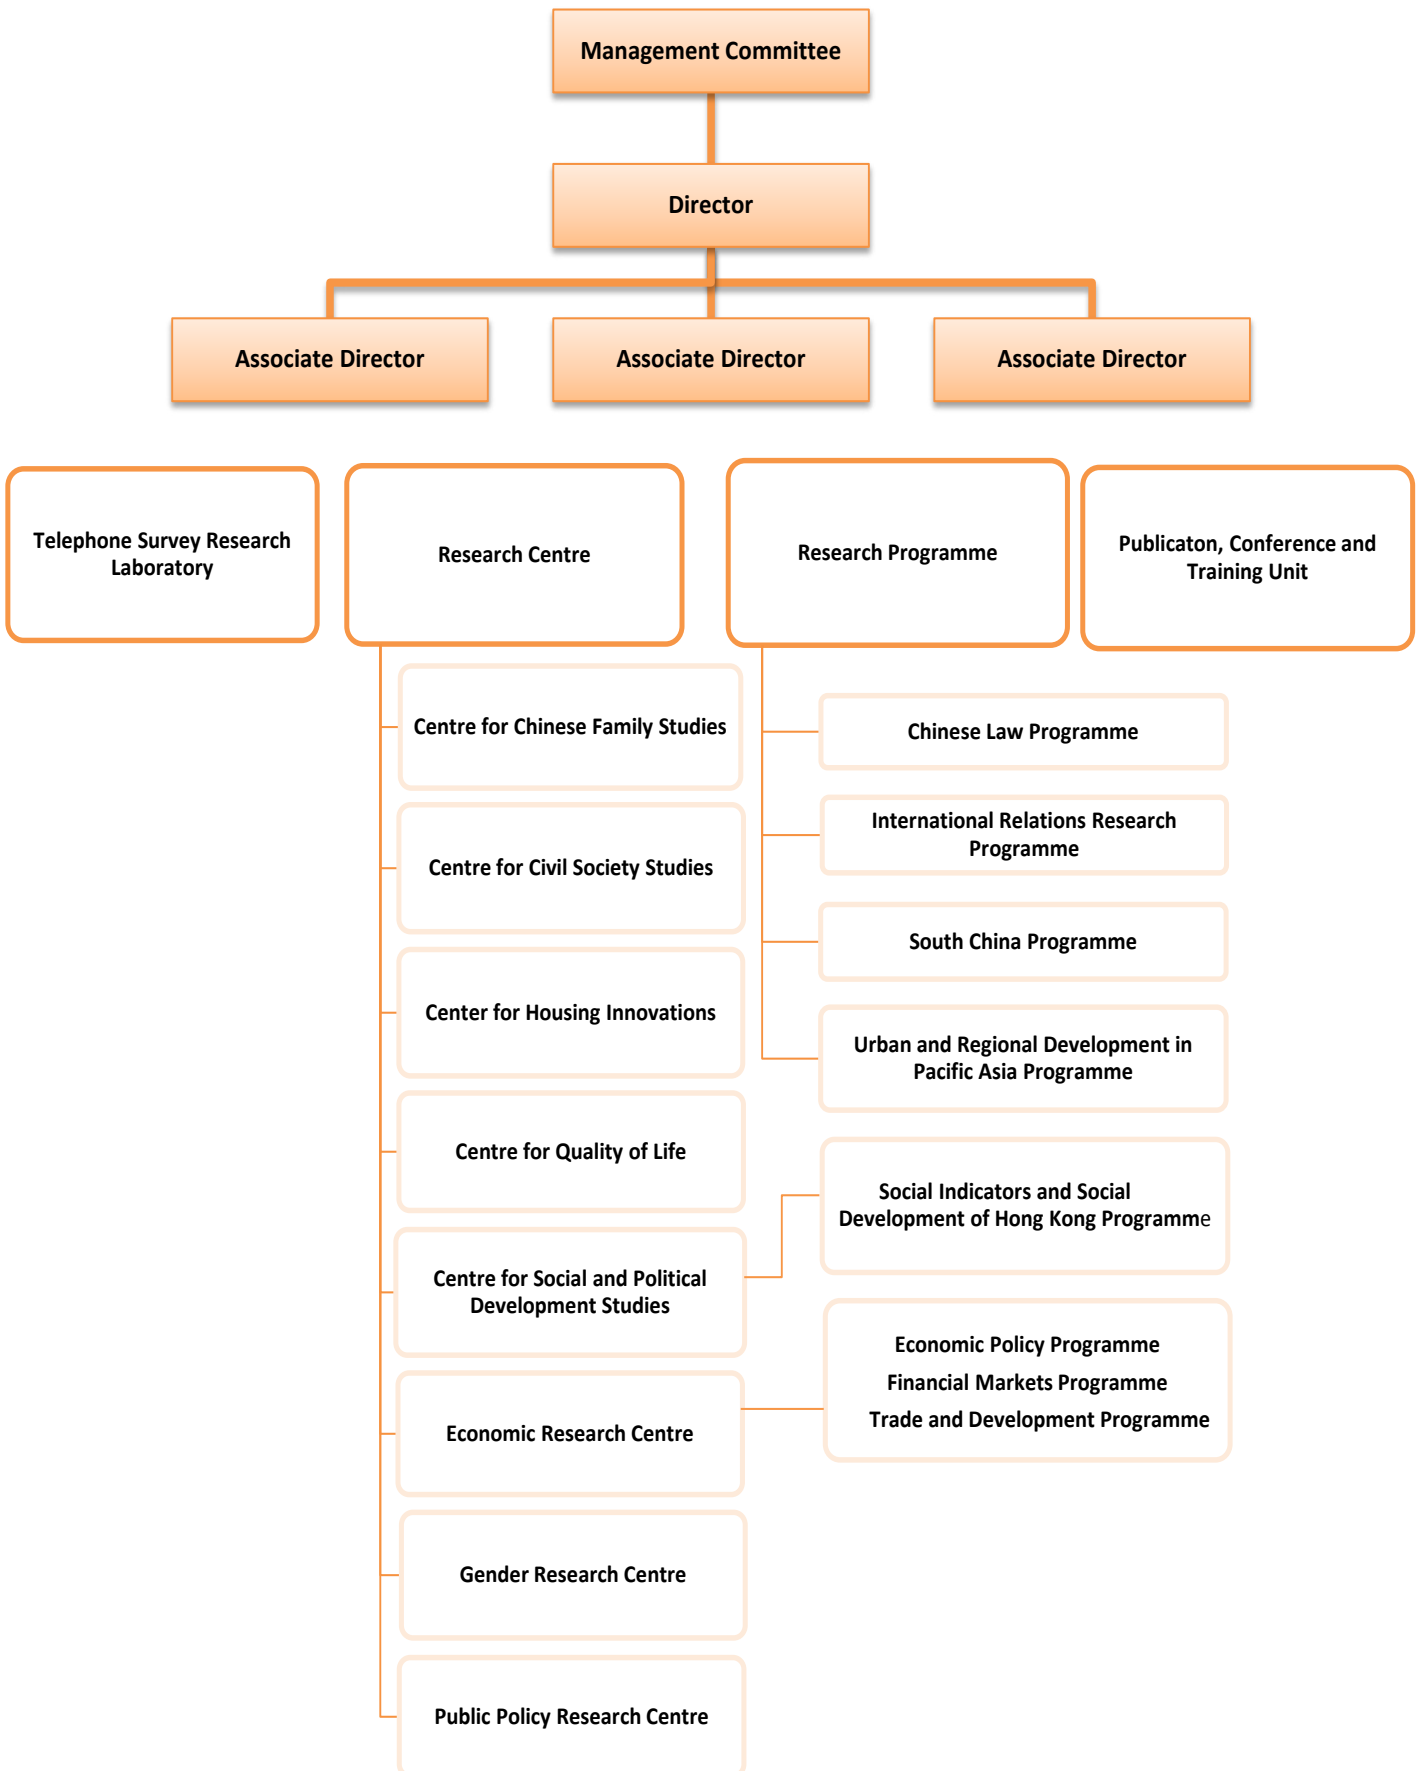 Management Committee
Director
Associate Director
Associate Director
Associate Director
Telephone Survey Research
Laboratory
Research Centre
Research Programme
Publicaton, Conference and
Training Unit
Centre for Chinese Family Studies
Centre for Civil Society Studies
Center for Housing Innovations
Centre for Quality of Life
Centre for Social and Political
Development Studies
Economic Research Centre
Gender Research Centre
Public Policy Research Centre
Chinese Law Programme
International Relations Research
Programme
South China Programme
Urban and Regional Development in
Pacific Asia Programme
Social Indicators and Social
Development of Hong Kong Programme
Economic Policy Programme
Financial Markets Programme
Trade and Development Programme